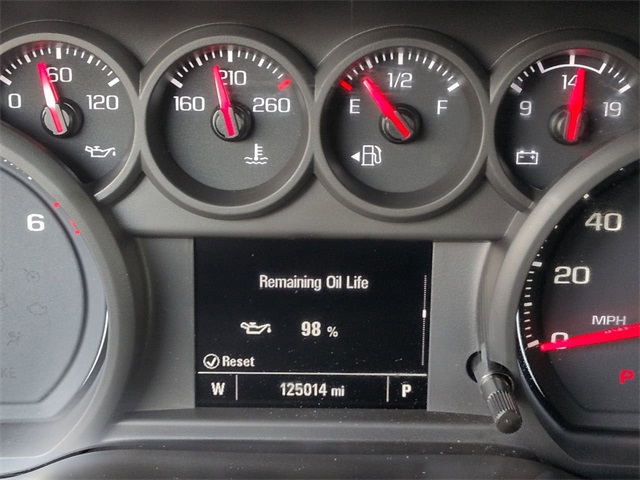 0 60 120
160 210 260
E 1/2 F
9 14 19
6
40
20
0
MPH
P
Remaining Oil Life
98 %
Reset
W 125014 mi P